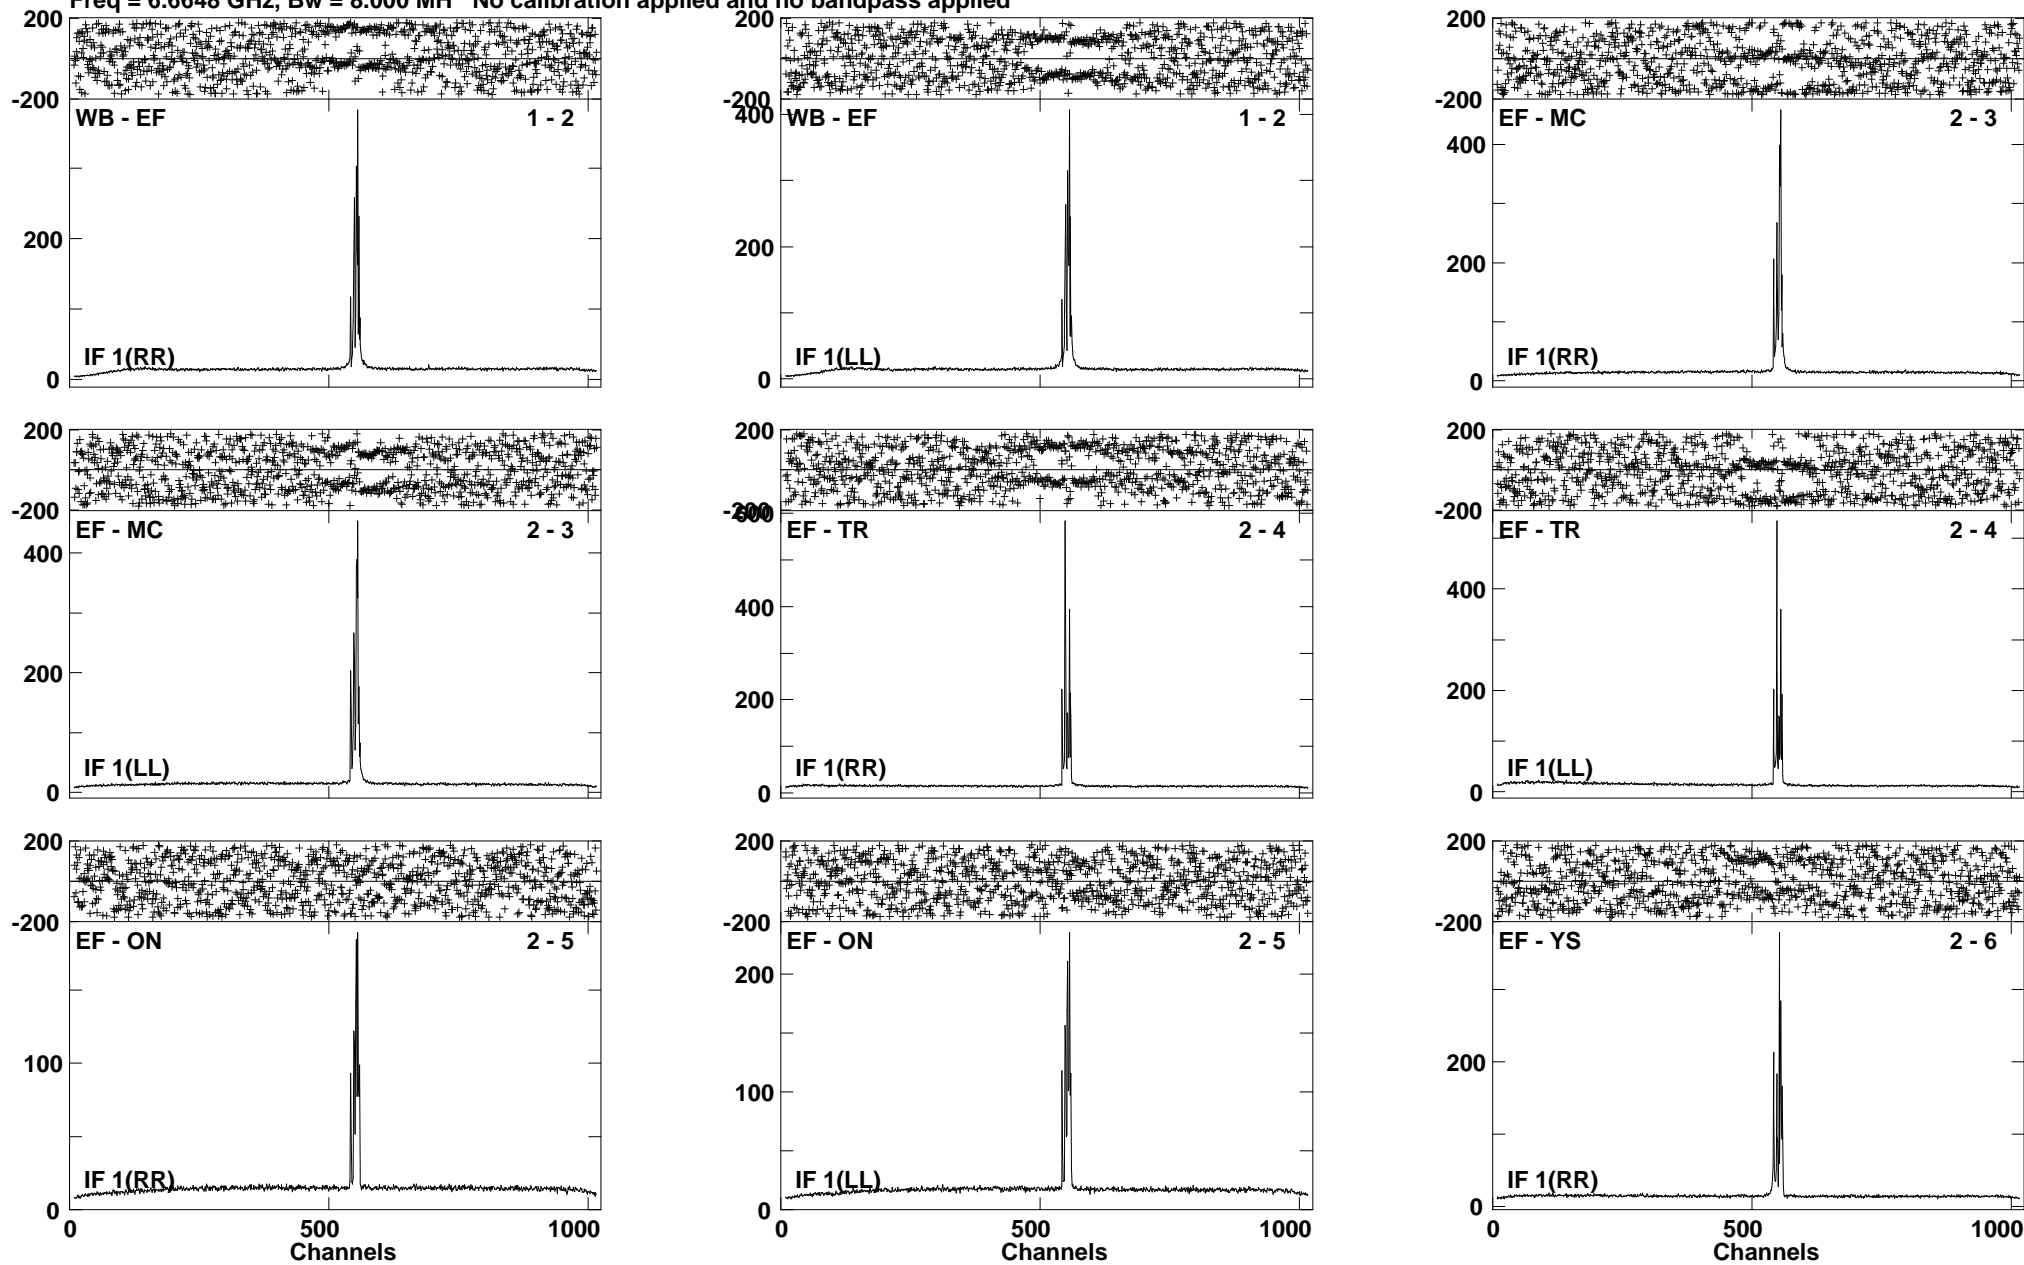 Freq = 6.6648 GHz, Bw = 8.000 MH No calibration applied and no bandpass applied
200 200 200
-200 -200 -200
WB - EF 1 - 2
400 WB - EF 1 - 2
EF - MC 2 - 3
400
200 200 200
IF 1(RR) IF 1(LL) IF 1(RR)
0 0 0
200 200 200
-200 -200 -200
600
EF - MC 2 - 3
EF - TR 2 - 4
EF - TR 2 - 4
400 400 400
200 200 200
IF 1(LL) IF 1(RR) IF 1(LL)
0 0 0
200 200 200
-200 -200 -200
EF - ON 2 - 5
EF - ON 2 - 5
EF - YS 2 - 6
200
100 100 200
IF 1(RR) IF 1(LL) IF 1(RR)
0 0 0
0 500 1000 0 500 1000 0 500 1000
Channels Channels Channels